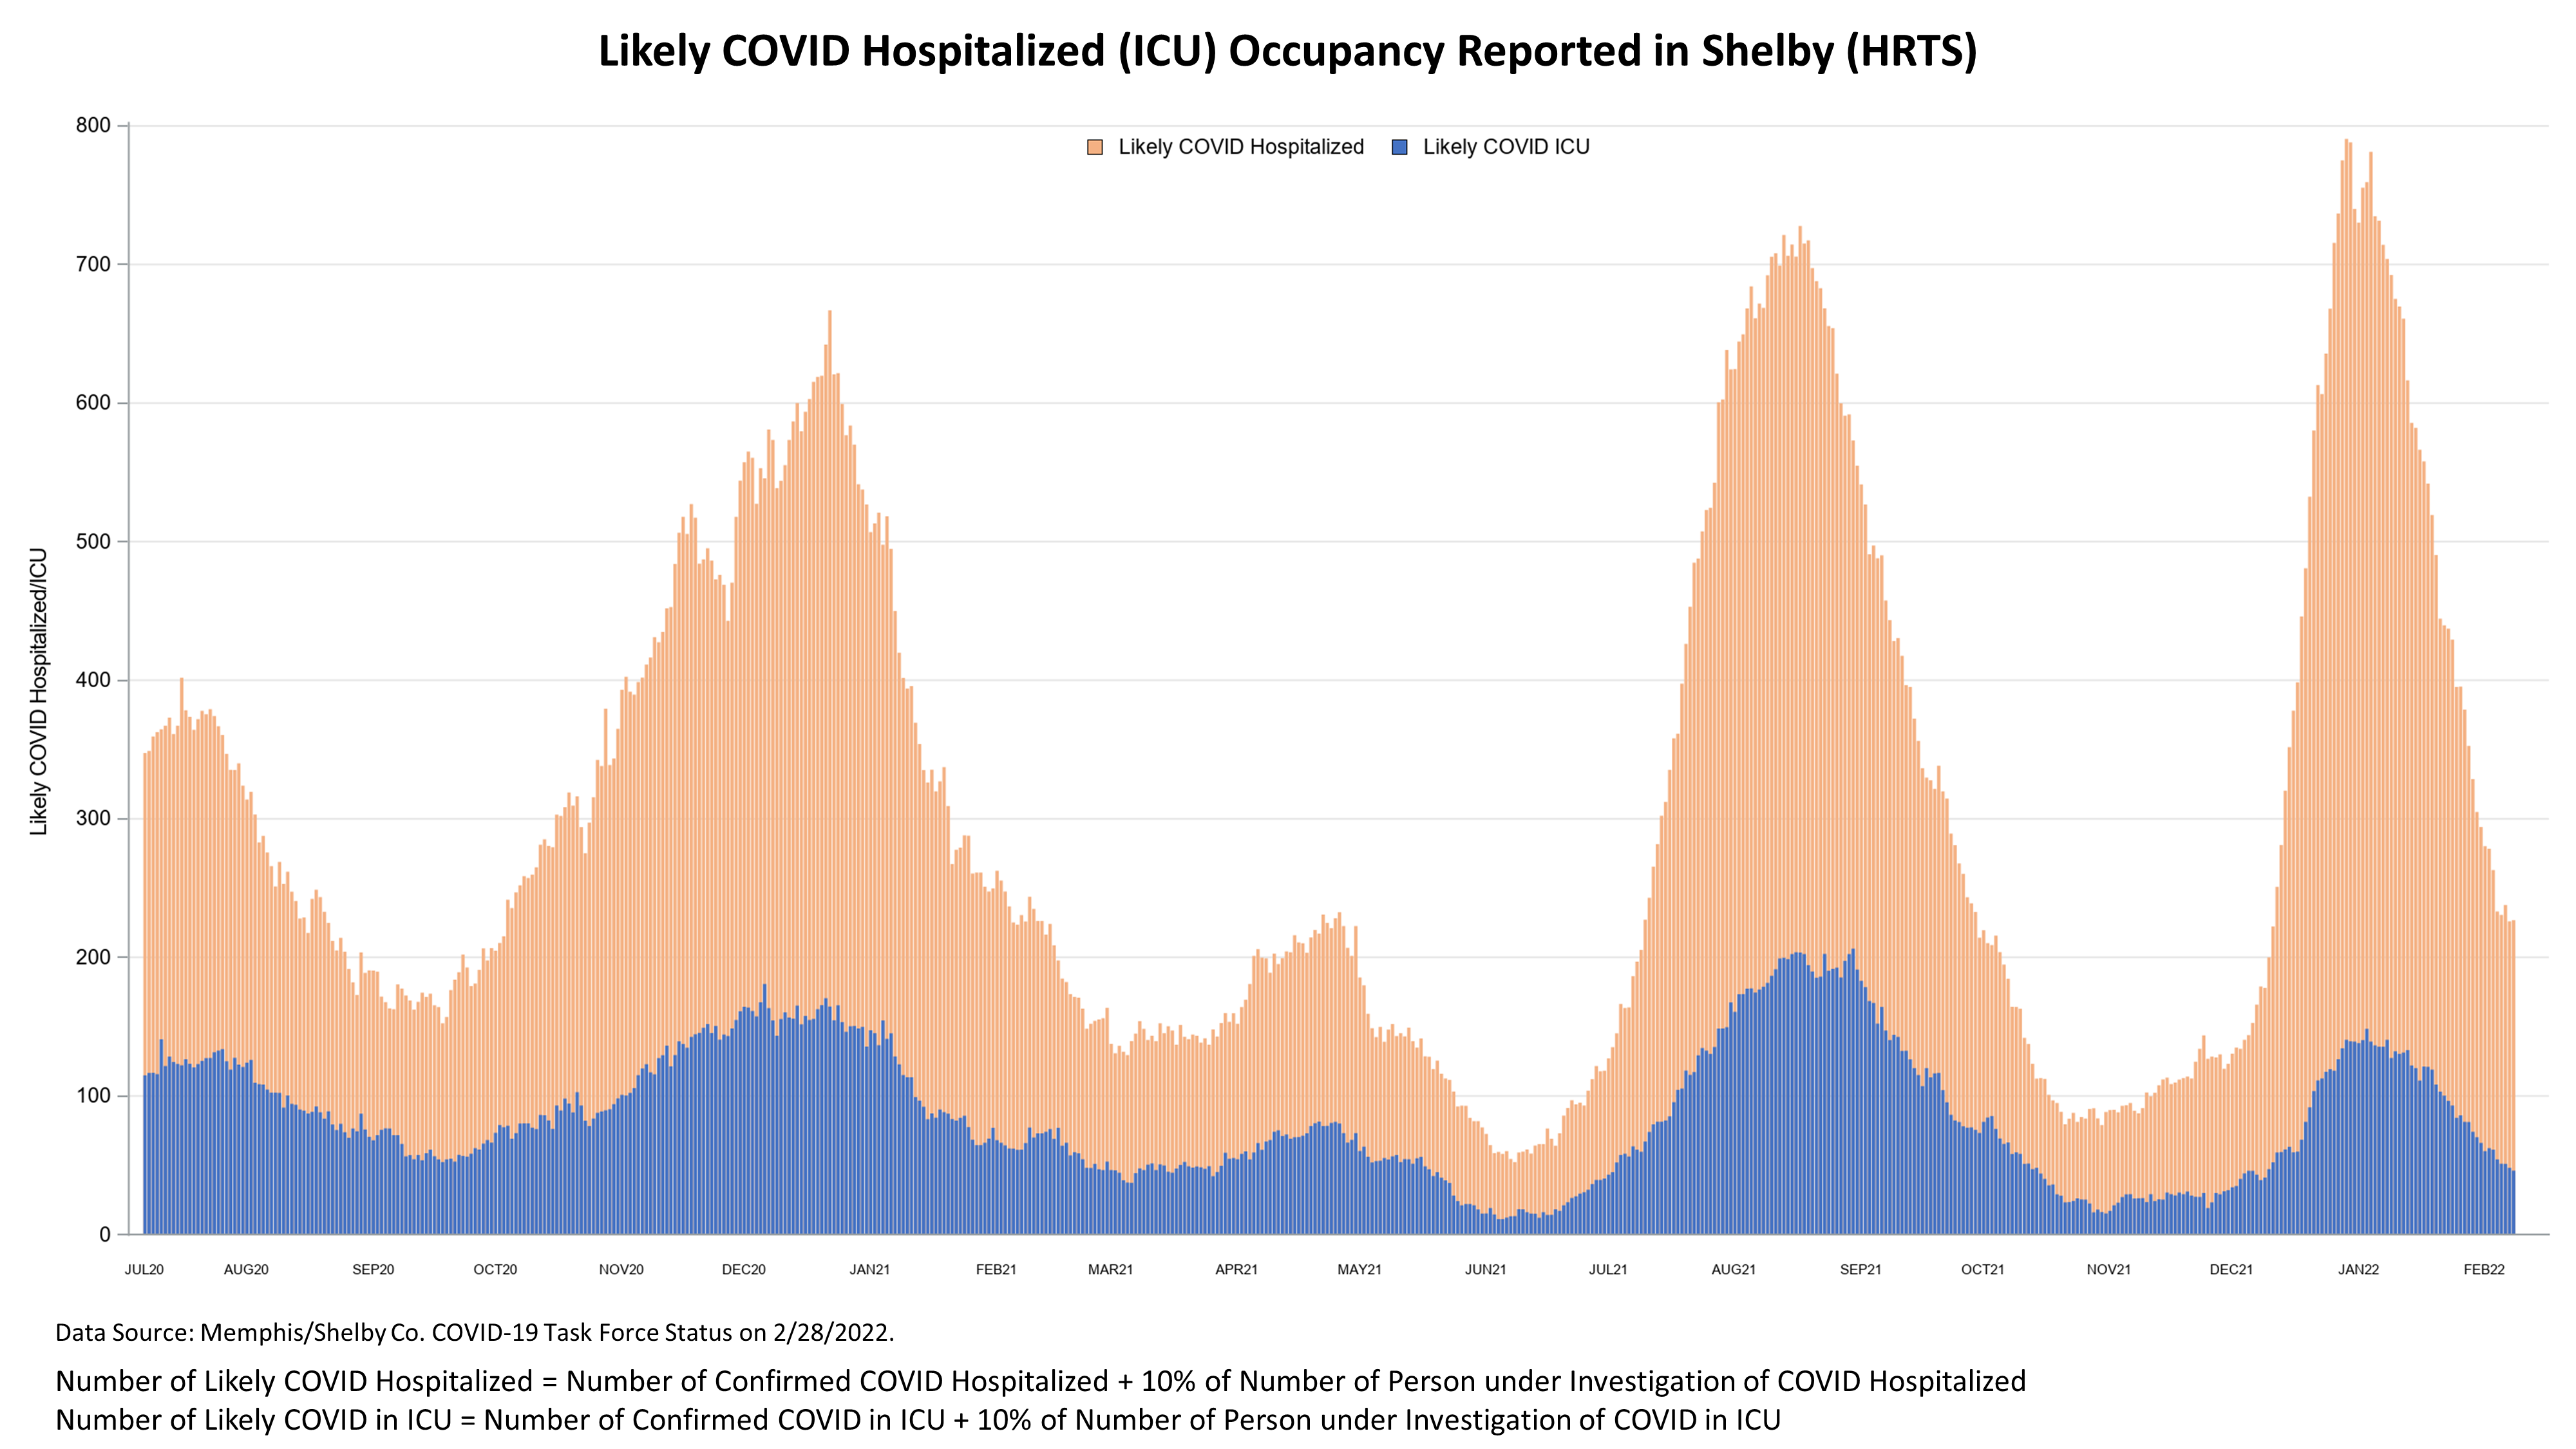 Likely COVID Hospitalized (ICU) Occupancy Reported in Shelby (HRTS)
Likely COVID Hospitalized
Likely COVID ICU
Likely COVID Hospitalized/ICU
800
700
600
500
400
300
200
100
0
JUL20 AUG20 SEP20 OCT20 NOV20 DEC20 JAN21 FEB21 MAR21 APR21 MAY21 JUN21 JUL21 AUG21 SEP21 OCT21 NOV21 DEC21 JAN22 FEB22
Data Source: Memphis/Shelby Co. COVID-19 Task Force Status on 2/28/2022.
Number of Likely COVID Hospitalized = Number of Confirmed COVID Hospitalized + 10% of Number of Person under Investigation of COVID Hospitalized
Number of Likely COVID in ICU = Number of Confirmed COVID in ICU + 10% of Number of Person under Investigation of COVID in ICU